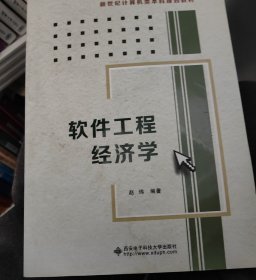 新世纪计算机类本科规划教材
软件工程
经济学
赵玮 编著
西安电子科技大学出版社
http://www.xduph.com